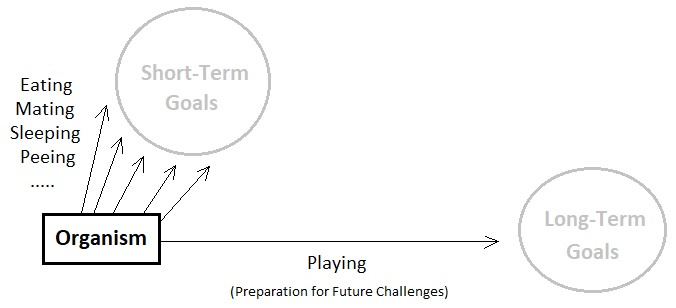 Short-Term
Goals
Eating
Mating
Sleeping
Peeing
.....
Organism
Long-Term
Goals
Playing
(Preparation for Future Challenges)